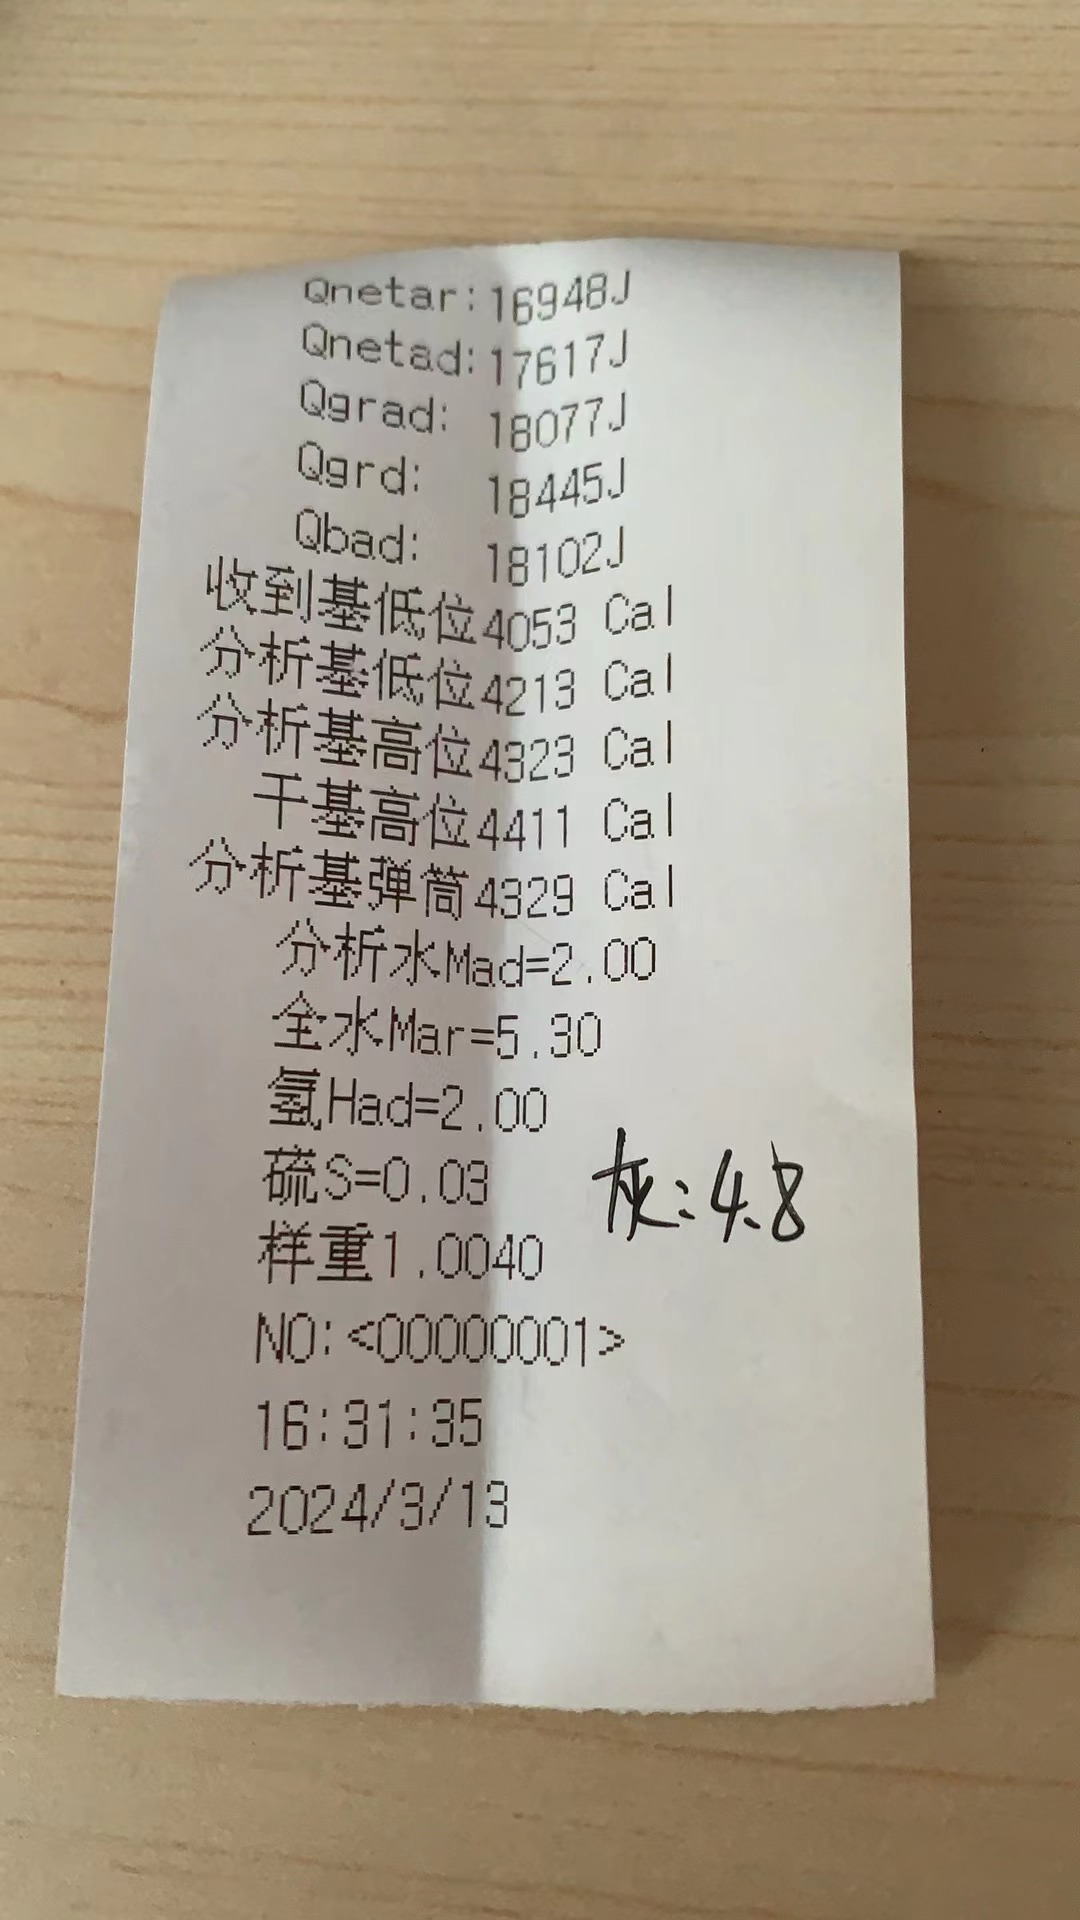 Qnetar:16948J
Qnetad:17617J
Qgrad: 18077J
Qgrd: 18445J
Qbad: 18102J
收到基低位4053 Cal
分析基低位4213 Cal
分析基高位4323 Cal
干基高位4411 Cal
分析基弹筒4329 Cal
分析水Mad=2.00
全水Mar=5.30
氢Had=2.00
硫S=0.03
灰:4.8
样重1.0040
NO:<00000001>
16:31:35
2024/3/13